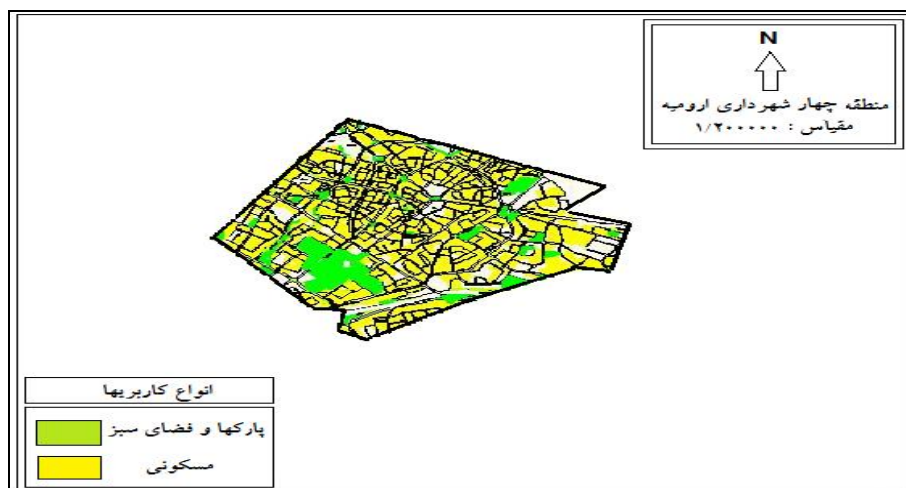 N
منطقه چهار شهرداری ارومیه
مقیاس : ۱/۲۰۰۰۰۰
انواع کاربریها
پارکها و فضای سبز
مسکونی